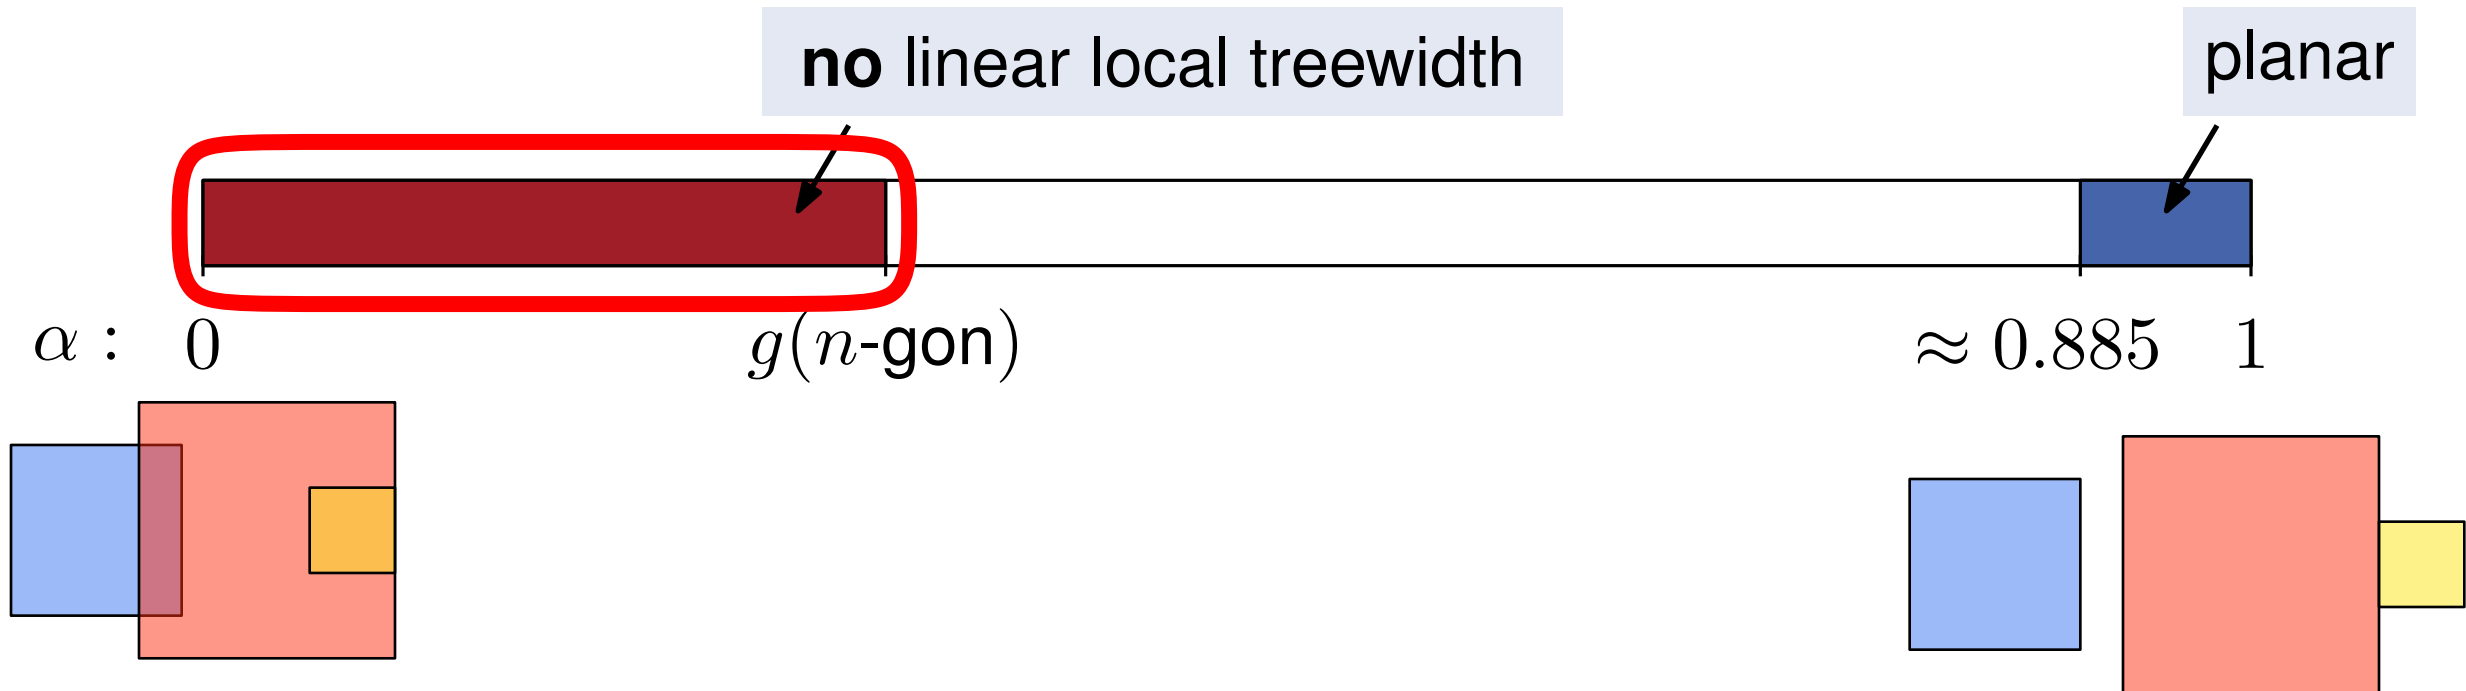 no linear local treewidth
planar
α : 0 g(n-gon) ≈ 0.885 1